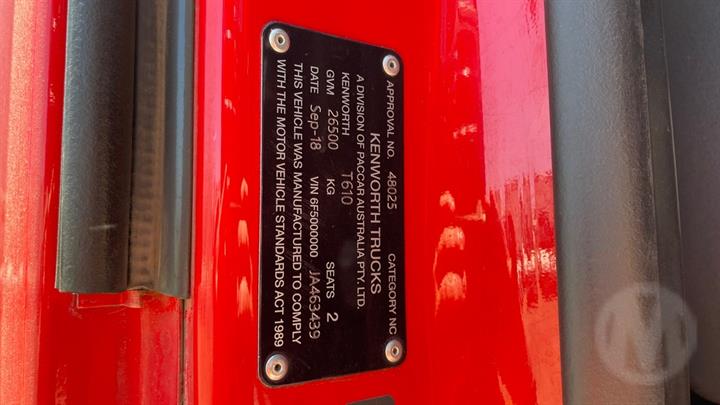 APPROVAL NO. 48025 CATEGORY NC
KENWORTH TRUCKS
A DIVISION OF PACCAR AUSTRALIA PTY. LTD.
KENWORTH T610
GVM 26500 KG SEATS 2
DATE Sep-18 VIN 6F5000000 JA463439
THIS VEHICLE WAS MANUFACTURED TO COMPLY
WITH THE MOTOR VEHICLE STANDARDS ACT 1989
M